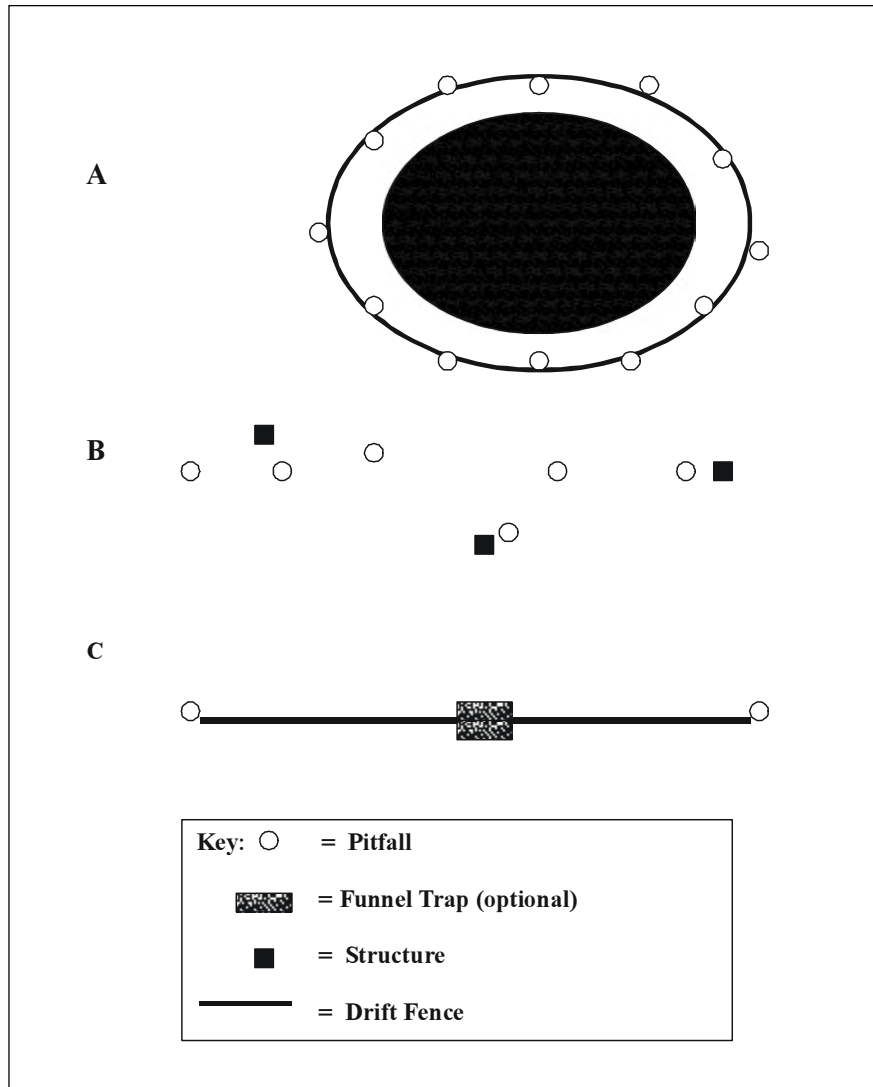 A
B
C
Key: = Pitfall
= Funnel Trap (optional)
= Structure
= Drift Fence